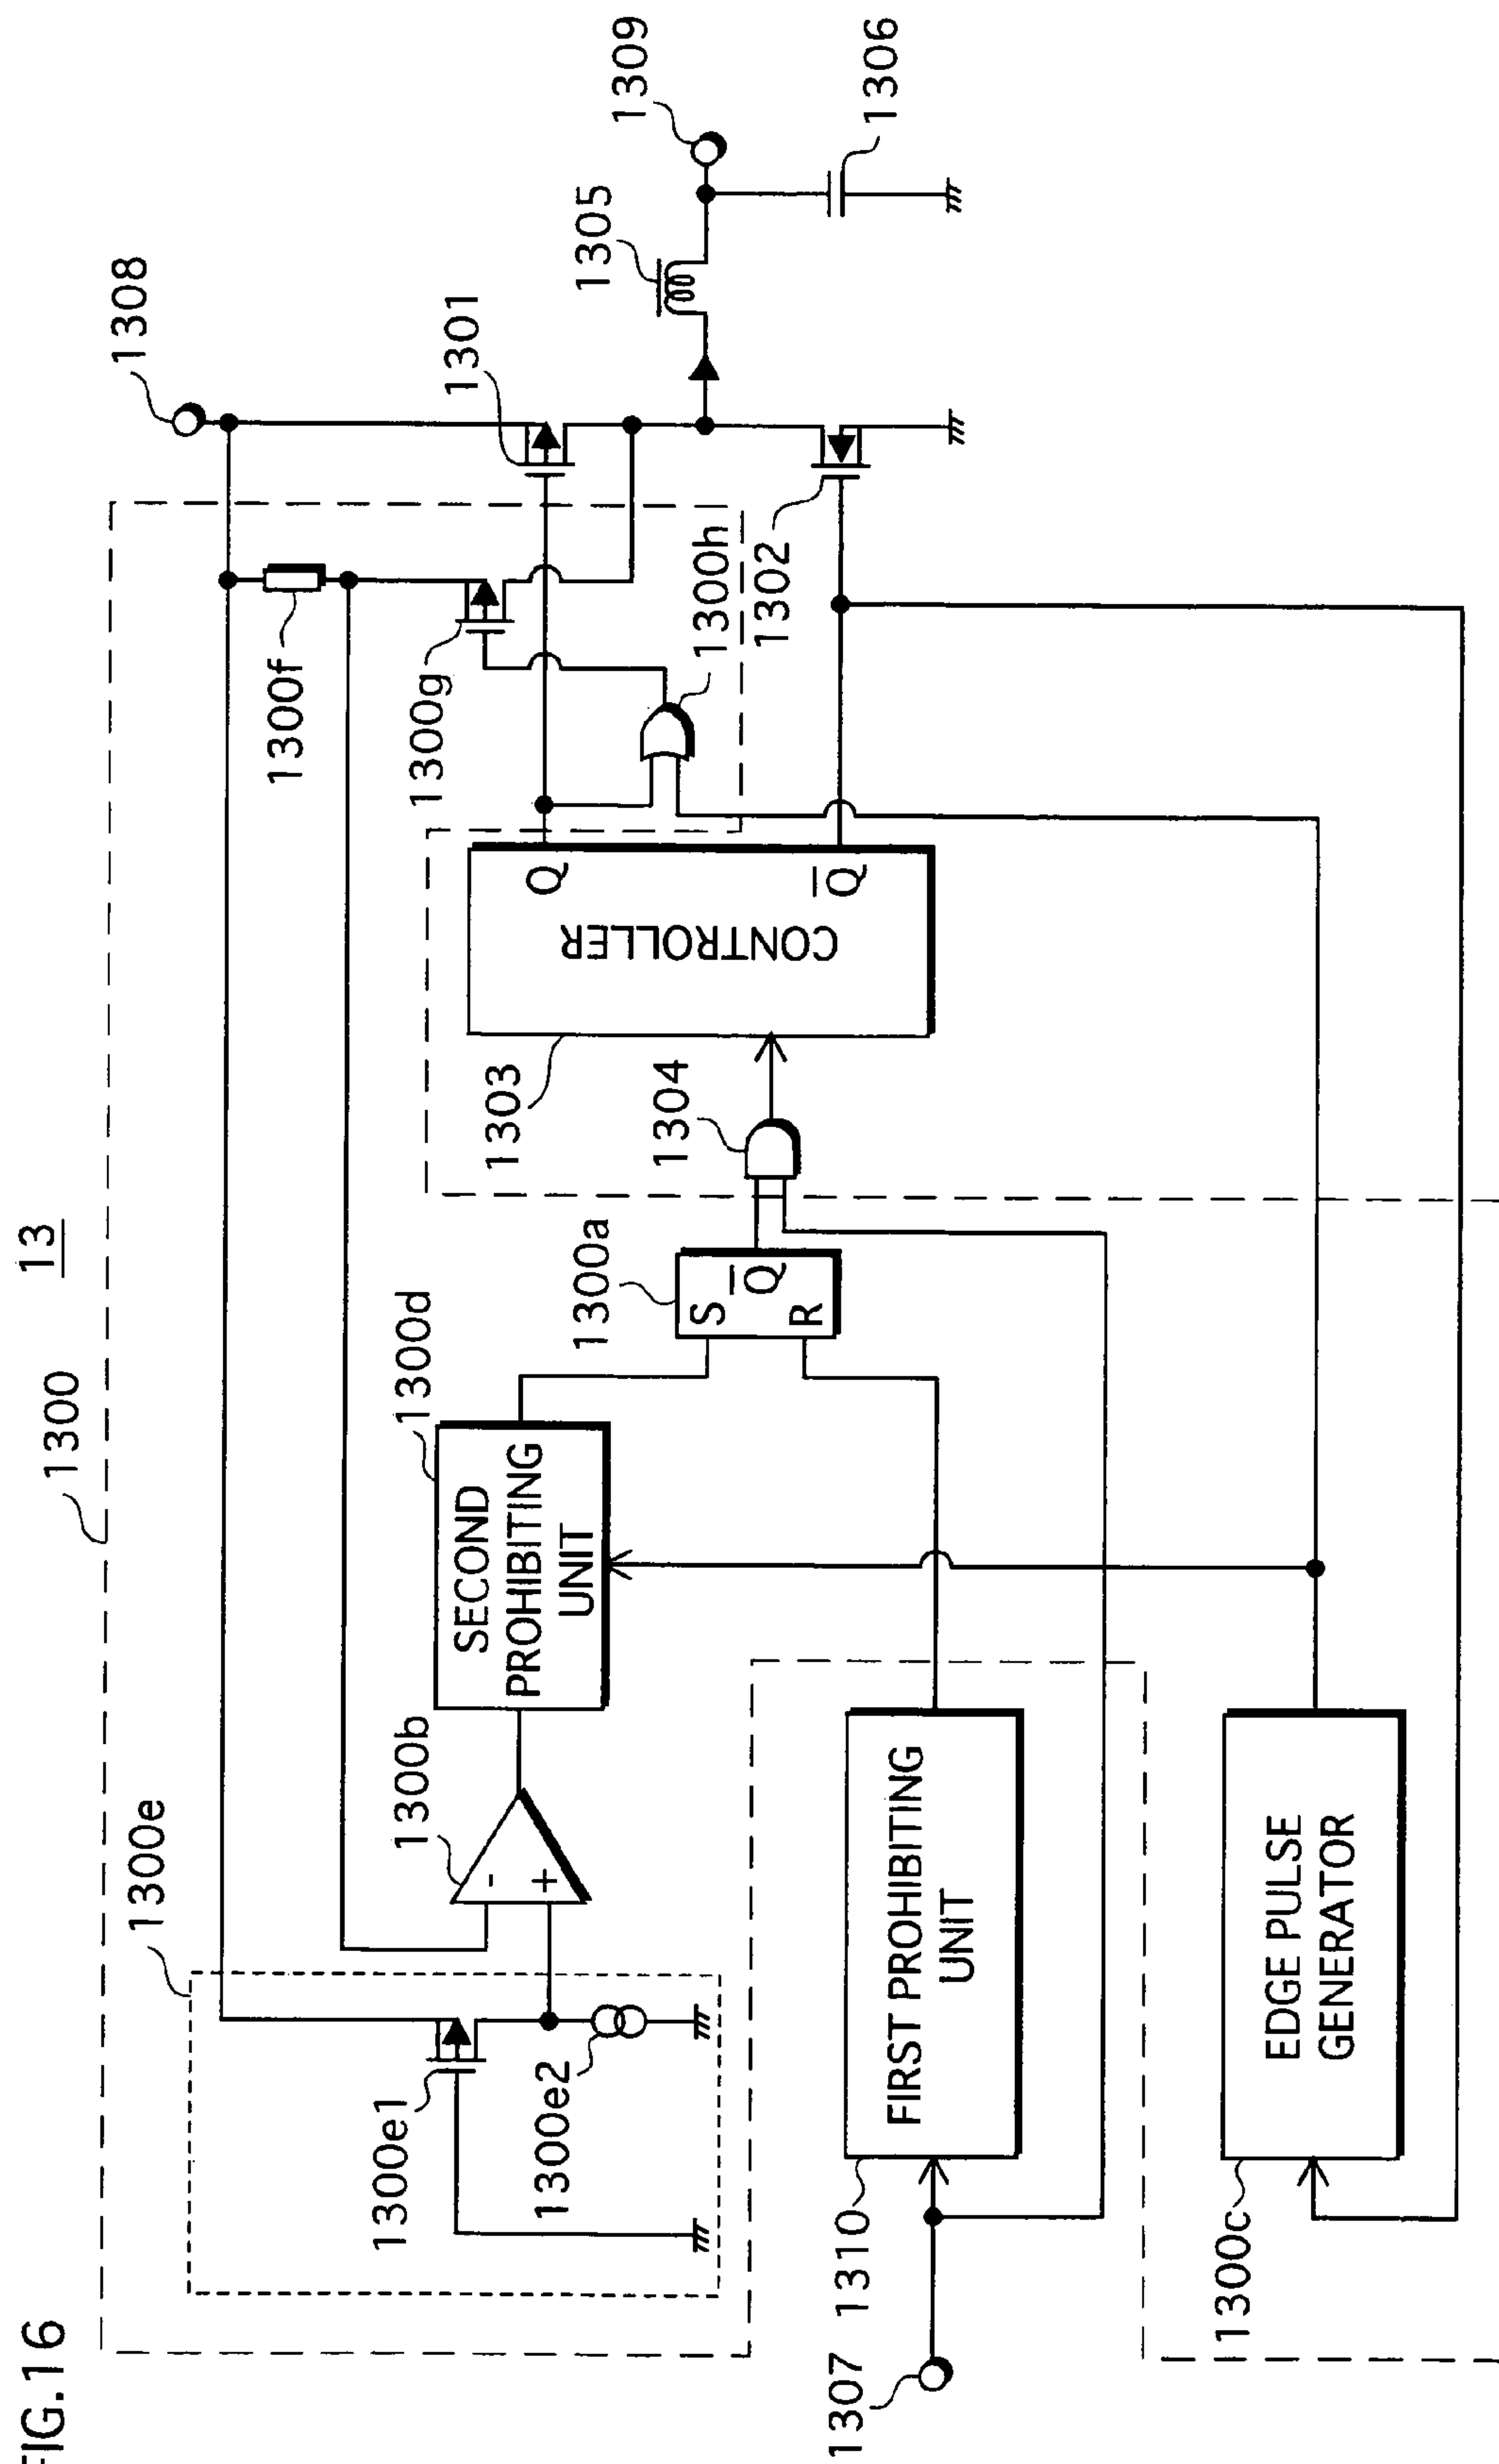 FIG.16
13
1300
1300e
1300e1
1300e2
1300b
-
+
1300d
SECOND
PROHIBITING
UNIT
1300a
S
Q
R
1304
1303
CONTROLLER
Q
Q
1300f
1300g
1300h
1301
1302
1308
1305
1309
1306
1307
1310
FIRST PROHIBITING
UNIT
1300c
EDGE PULSE
GENERATOR